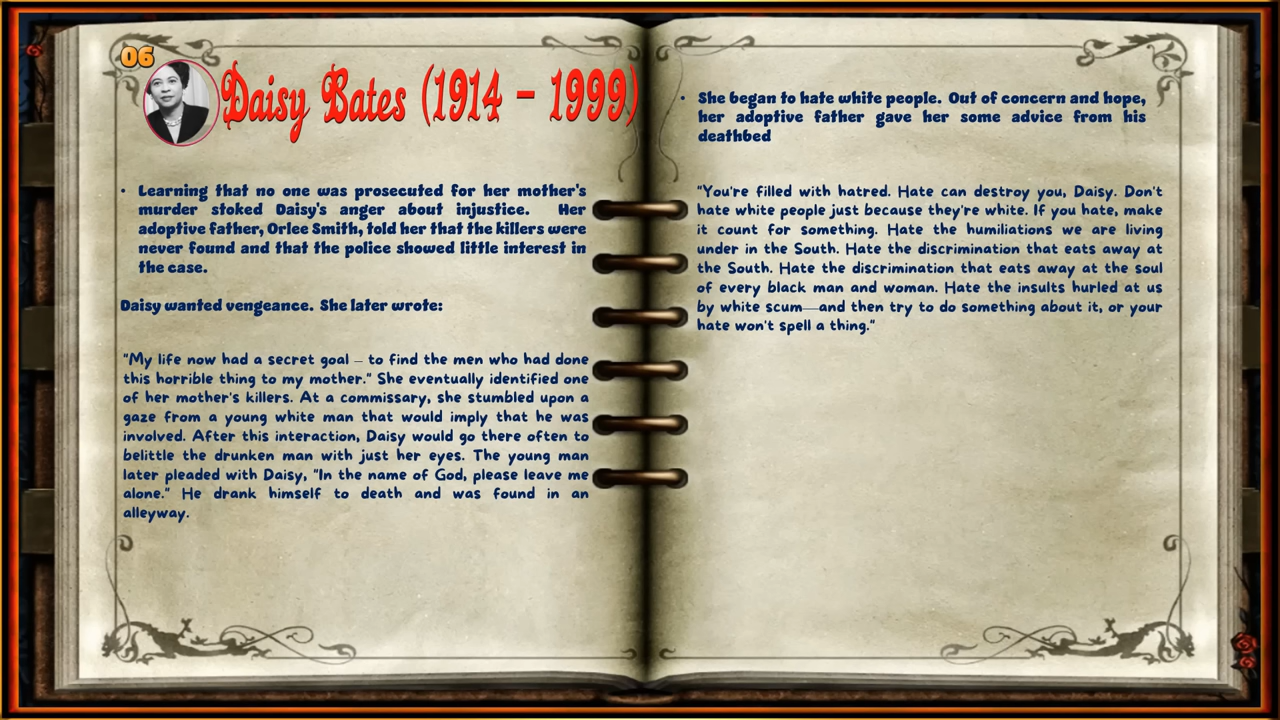 06
Daisy Bates (1914 - 1999)
• Learning that no one was prosecuted for her mother's
murder stoked Daisy's anger about injustice. Her
adoptive father, Orlee Smith, told her that the killers were
never found and that the police showed little interest in
the case.
Daisy wanted vengeance. She later wrote:
"My life now had a secret goal – to find the men who had done
this horrible thing to my mother." She eventually identified one
of her mother's killers. At a commissary, she stumbled upon a
gaze from a young white man that would imply that he was
involved. After this interaction, Daisy would go there often to
belittle the drunken man with just her eyes. The young man
later pleaded with Daisy, "In the name of God, please leave me
alone." He drank himself to death and was found in an
alleyway.
• She began to hate white people. Out of concern and hope,
her adoptive father gave her some advice from his
deathbed
"You're filled with hatred. Hate can destroy you, Daisy. Don't
hate white people just because they're white. If you hate, make
it count for something. Hate the humiliations we are living
under in the South. Hate the discrimination that eats away at
the South. Hate the discrimination that eats away at the soul
of every black man and woman. Hate the insults hurled at us
by white scum—and then try to do something about it, or your
hate won't spell a thing."